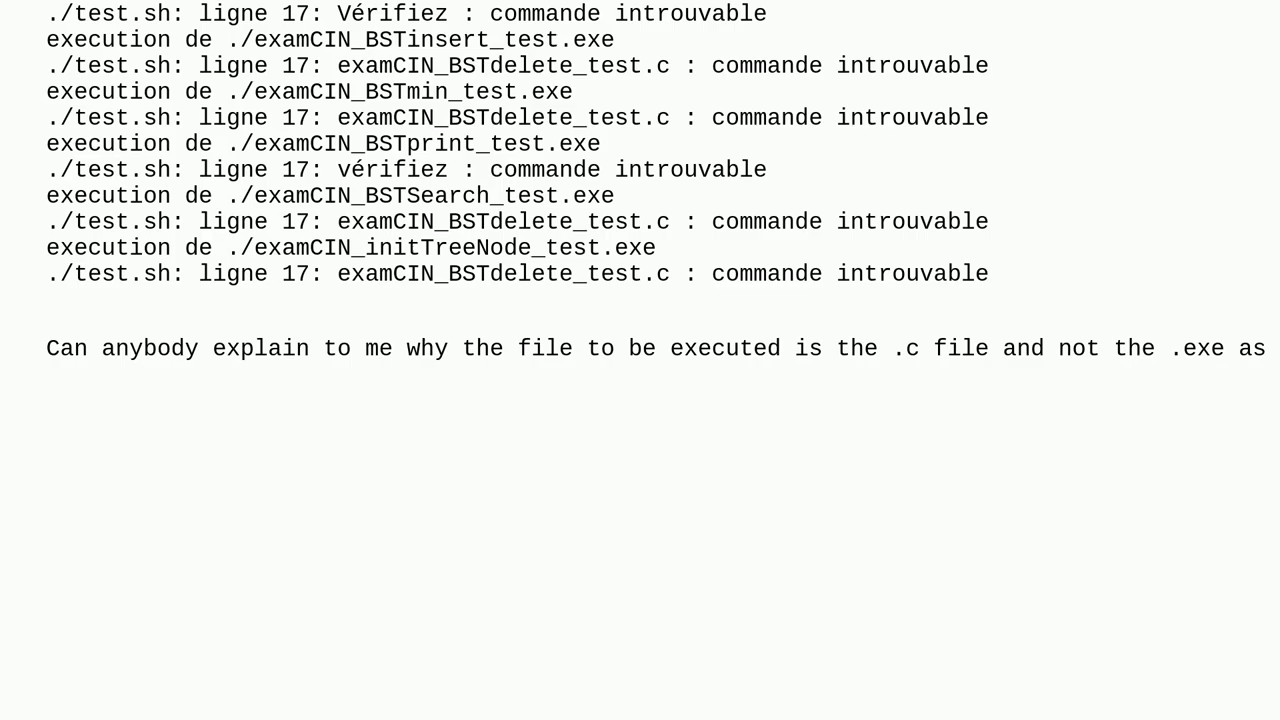 ./test.sh: ligne 17: Vérifiez : commande introuvable
execution de ./examCIN_BSTinsert_test.exe
./test.sh: ligne 17: examCIN_BSTdelete_test.c : commande introuvable
execution de ./examCIN_BSTmin_test.exe
./test.sh: ligne 17: examCIN_BSTdelete_test.c : commande introuvable
execution de ./examCIN_BSTprint_test.exe
./test.sh: ligne 17: vérifiez : commande introuvable
execution de ./examCIN_BSTSearch_test.exe
./test.sh: ligne 17: examCIN_BSTdelete_test.c : commande introuvable
execution de ./examCIN_initTreeNode_test.exe
./test.sh: ligne 17: examCIN_BSTdelete_test.c : commande introuvable
Can anybody explain to me why the file to be executed is the .c file and not the .exe as